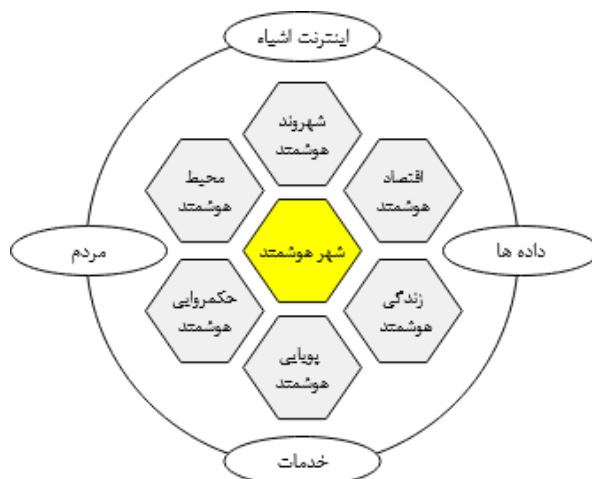 اینترنت اشیاء
شهروند
هوشمند
محیط
هوشمند
اقتصاد
هوشمند
مردم
شهر هوشمند
داده ها
حکمروایی
هوشمند
زندگی
هوشمند
پویایی
هوشمند
خدمات